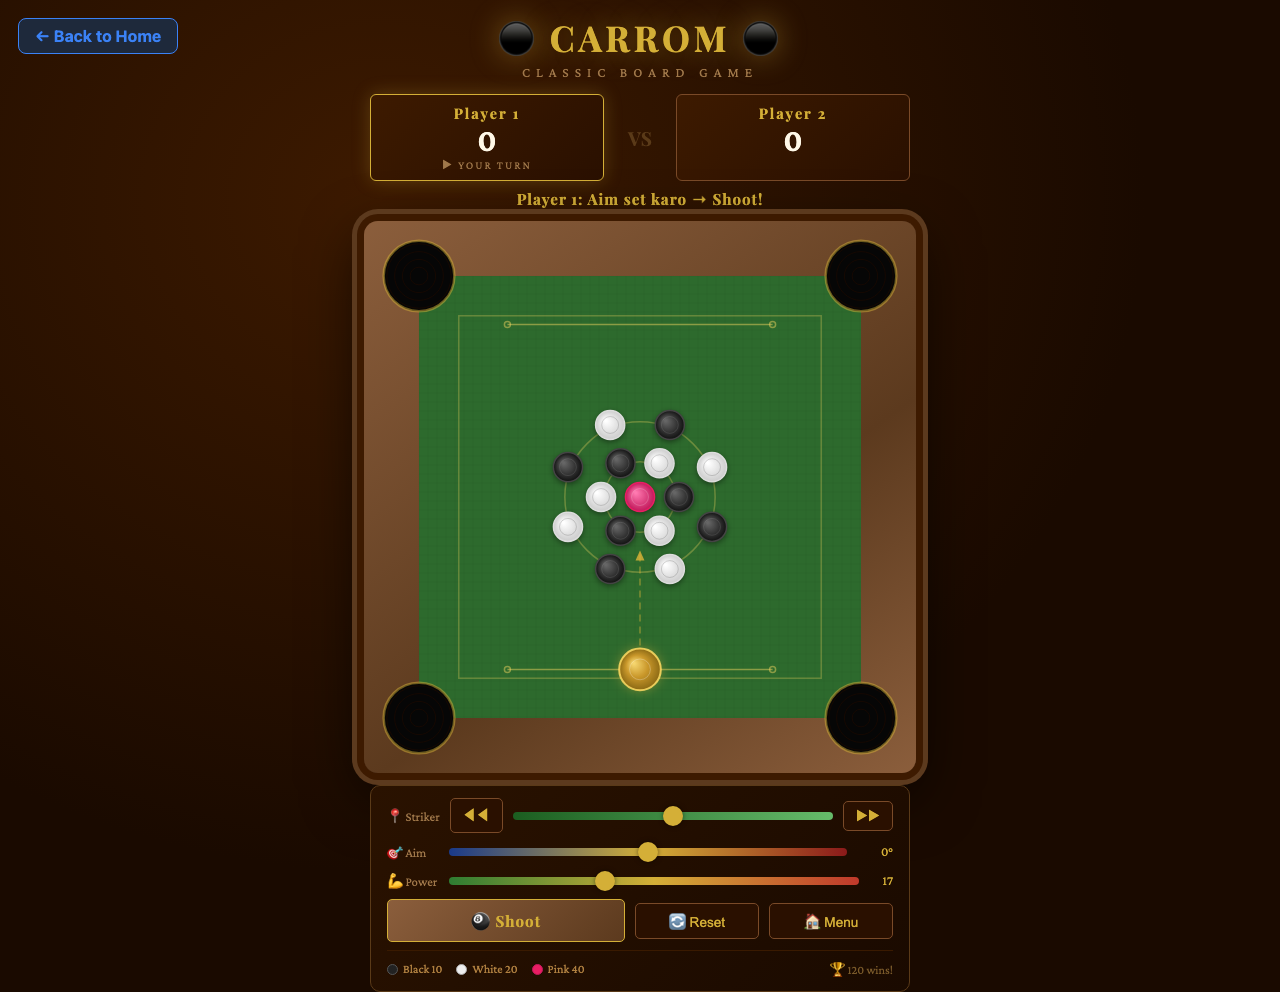 ← Back to Home
CARROM
CLASSIC BOARD GAME
Player 1
0
▶ YOUR TURN
VS
Player 2
0
Player 1: Aim set karo → Shoot!
📍 Striker
◀◀
▶▶
🎯 Aim
0°
💪 Power
17
🎱 Shoot
🔄 Reset
🏠 Menu
Black 10
White 20
Pink 40
🏆 120 wins!